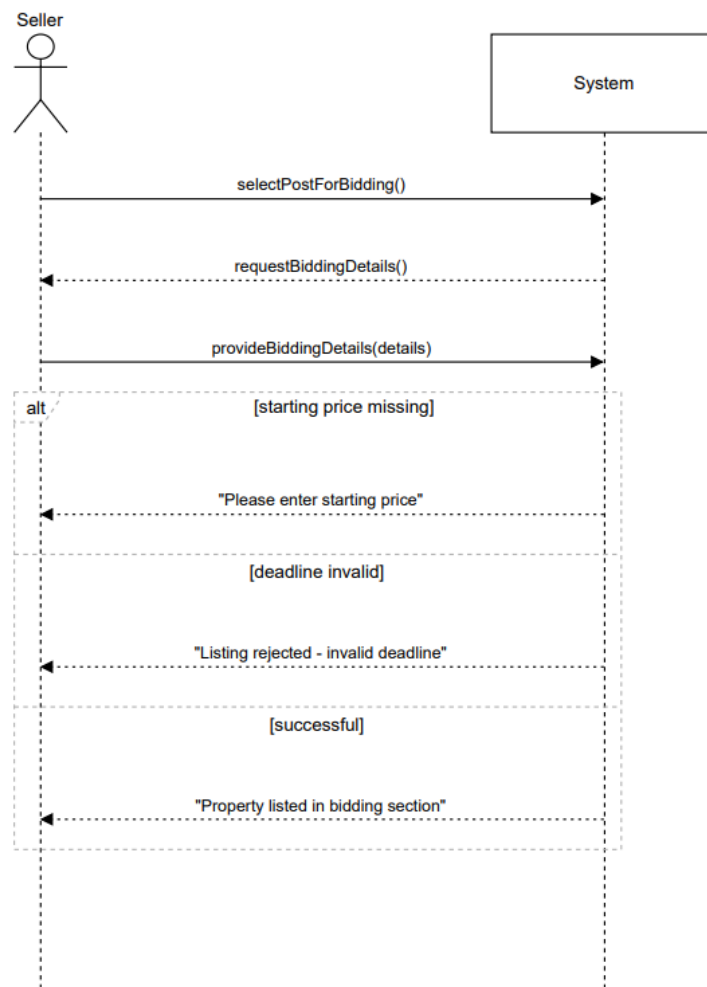 Seller
System
selectPostForBidding()
requestBiddingDetails()
provideBiddingDetails(details)
alt
[starting price missing]
"Please enter starting price"
[deadline invalid]
"Listing rejected - invalid deadline"
[successful]
"Property listed in bidding section"